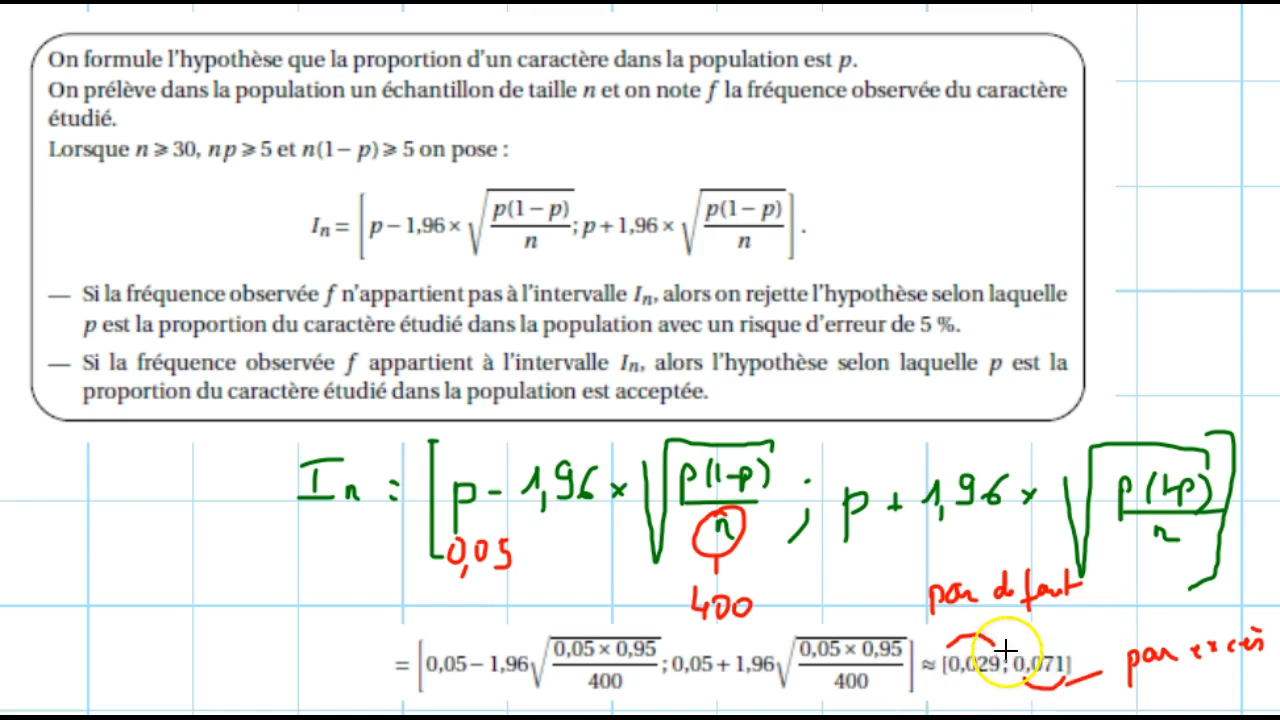 On formule l'hypothèse que la proportion d'un caractère dans la population est p.
On prélève dans la population un échantillon de taille n et on note f la fréquence observée du caractère
étudié.
Lorsque n ⩾ 30, np ⩾ 5 et n(1 − p) ⩾ 5 on pose :
Iₙ = [ p − 1,96 × √(p(1 − p)/n) ; p + 1,96 × √(p(1 − p)/n) ] .
— Si la fréquence observée f n'appartient pas à l'intervalle Iₙ, alors on rejette l'hypothèse selon laquelle
p est la proportion du caractère étudié dans la population avec un risque d'erreur de 5 %.
— Si la fréquence observée f appartient à l'intervalle Iₙ, alors l'hypothèse selon laquelle p est la
proportion du caractère étudié dans la population est acceptée.
Iₙ = [ p − 1,96 × √(p(1-p)/n) ; p + 1,96 × √(p(1-p)/n) ]
0,05
400
par défaut
= [ 0,05 − 1,96 √(0,05 × 0,95/400) ; 0,05 + 1,96 √(0,05 × 0,95/400) ] ≈ [0,029 ; 0,071]
par excès